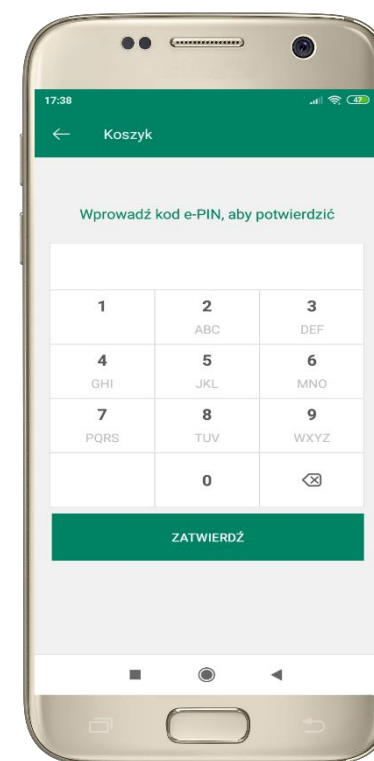 17:38
47
Koszyk
Wprowadź kod e-PIN, aby potwierdzić
1 2 3
ABC DEF
4 5 6
GHI JKL MNO
7 8 9
PQRS TUV WXYZ
0
ZATWIERDŹ